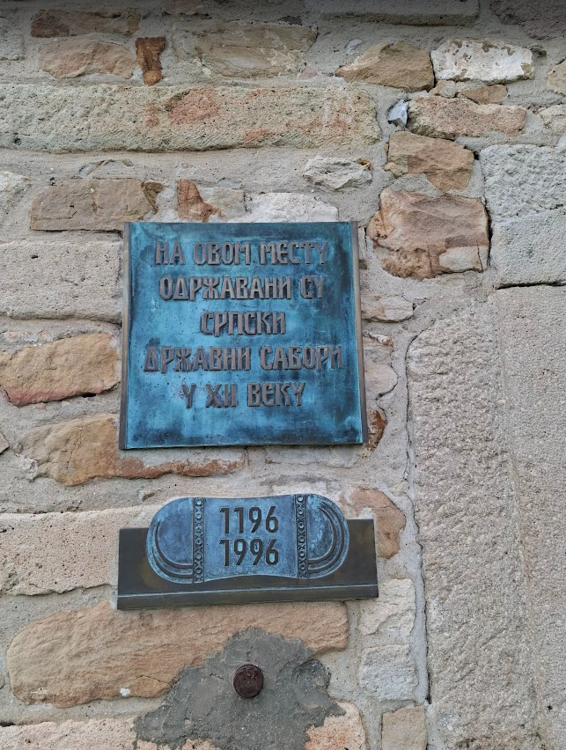 НА ОВОМ МЕСТУ
ОДРЖАВАНИ СУ
СРПСКИ
ДРЖАВНИ САБОРИ
У XII ВЕКУ
1196
1996